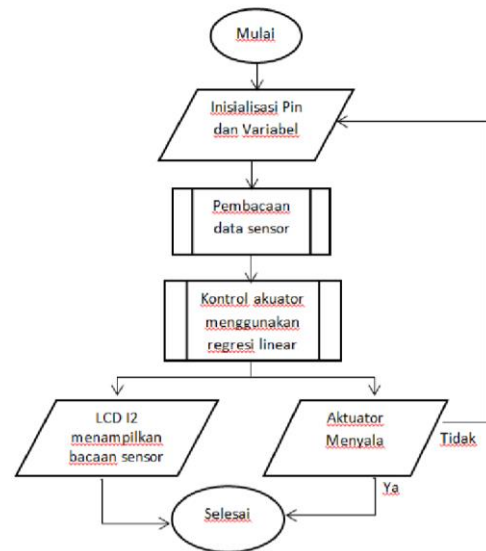 Mulai
Inisialisasi Pin
dan Variabel
Pembacaan
data sensor
Kontrol akuator
menggunakan
regresi linear
LCD I2
menampilkan
bacaan sensor
Aktuator
Menyala
Tidak
Ya
Selesai